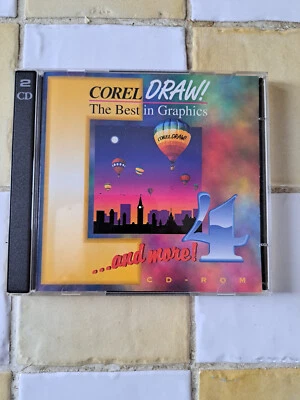 2
CD
COREL DRAW!
The Best in Graphics
COREL DRAW!
4
...and more!
CD-ROM